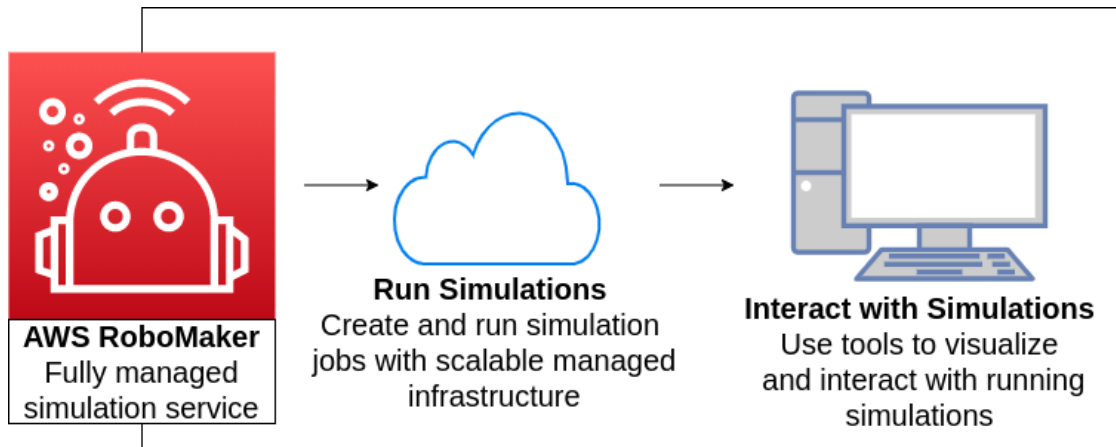 AWS RoboMaker
Fully managed
simulation service
Run Simulations
Create and run simulation
jobs with scalable managed
infrastructure
Interact with Simulations
Use tools to visualize
and interact with running
simulations